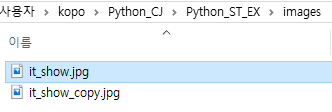 사용자 > kopo > Python_CJ > Python_ST_EX > images
이름
it_show.jpg
it_show_copy.jpg